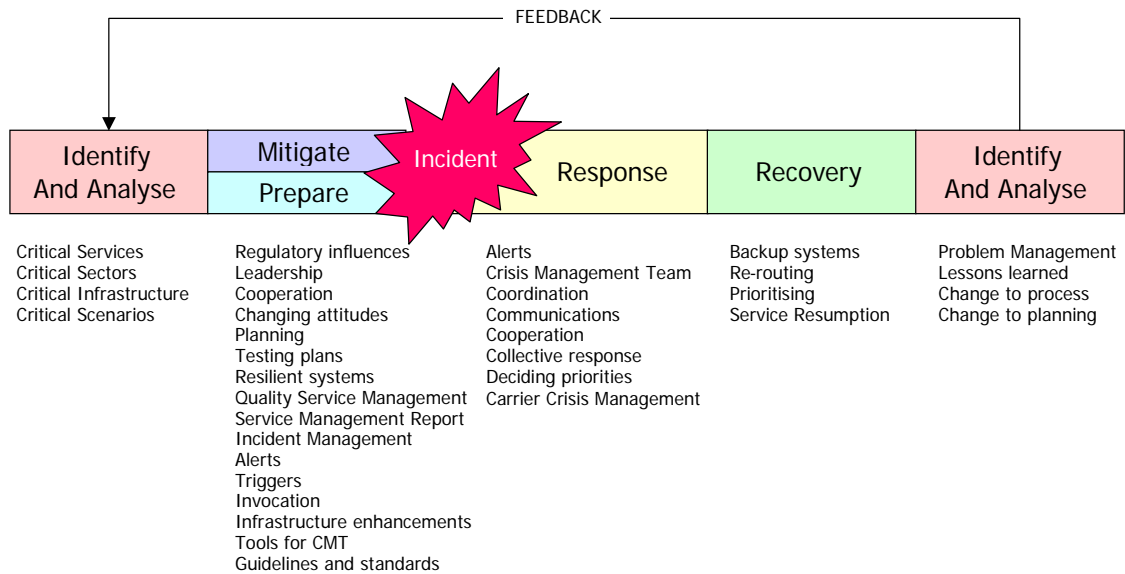 FEEDBACK
Identify
And Analyse
Mitigate
Prepare
Incident
Response
Recovery
Identify
And Analyse
Critical Services
Critical Sectors
Critical Infrastructure
Critical Scenarios
Regulatory influences
Leadership
Cooperation
Changing attitudes
Planning
Testing plans
Resilient systems
Quality Service Management
Service Management Report
Incident Management
Alerts
Triggers
Invocation
Infrastructure enhancements
Tools for CMT
Guidelines and standards
Alerts
Crisis Management Team
Coordination
Communications
Cooperation
Collective response
Deciding priorities
Carrier Crisis Management
Backup systems
Re-routing
Prioritising
Service Resumption
Problem Management
Lessons learned
Change to process
Change to planning